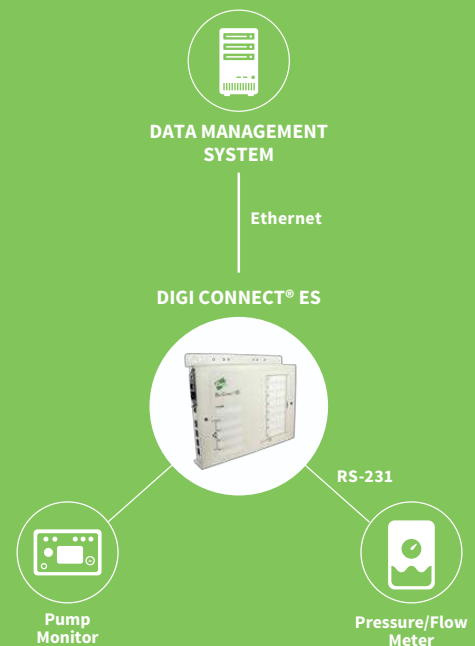 DATA MANAGEMENT
SYSTEM
Ethernet
DIGI CONNECT® ES
RS-231
Pump
Monitor
Pressure/Flow
Meter